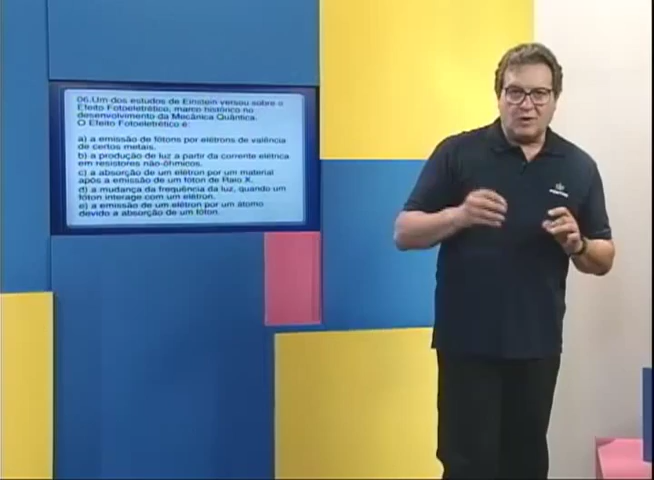 06.Um dos estudos de Einstein versou sobre o
Efeito Fotoelétrético, marco histórico no
desenvolvimento da Mecânica Quântica.
O Efeito Fotoelétrico é:
a) a emissão de fótons por elétrons de valência
de certos metais.
b) a produção de luz a partir da corrente elétrica
em resistores não-ôhmicos.
c) a absorção de um elétron por um material
após a emissão de um fóton de Raio X.
d) a mudança da frequência da luz, quando um
fóton interage com um elétron.
e) a emissão de um elétron por um átomo
devido a absorção de um fóton.